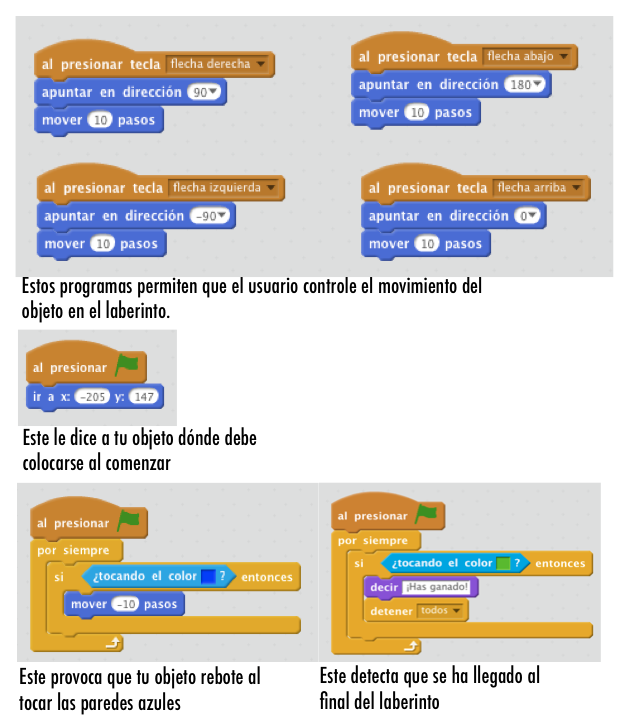 al presionar tecla flecha derecha
apuntar en dirección 90
mover 10 pasos
al presionar tecla flecha abajo
apuntar en dirección 180
mover 10 pasos
al presionar tecla flecha izquierda
apuntar en dirección -90
mover 10 pasos
al presionar tecla flecha arriba
apuntar en dirección 0
mover 10 pasos
Estos programas permiten que el usuario controle el movimiento del
objeto en el laberinto.
al presionar
ir a x: -205 y: 147
Este le dice a tu objeto dónde debe
colocarse al comenzar
al presionar
por siempre
si ¿tocando el color ? entonces
mover -10 pasos
Este provoca que tu objeto rebote al
tocar las paredes azules
al presionar
por siempre
si ¿tocando el color ? entonces
decir ¡Has ganado!
detener todos
Este detecta que se ha llegado al
final del laberinto